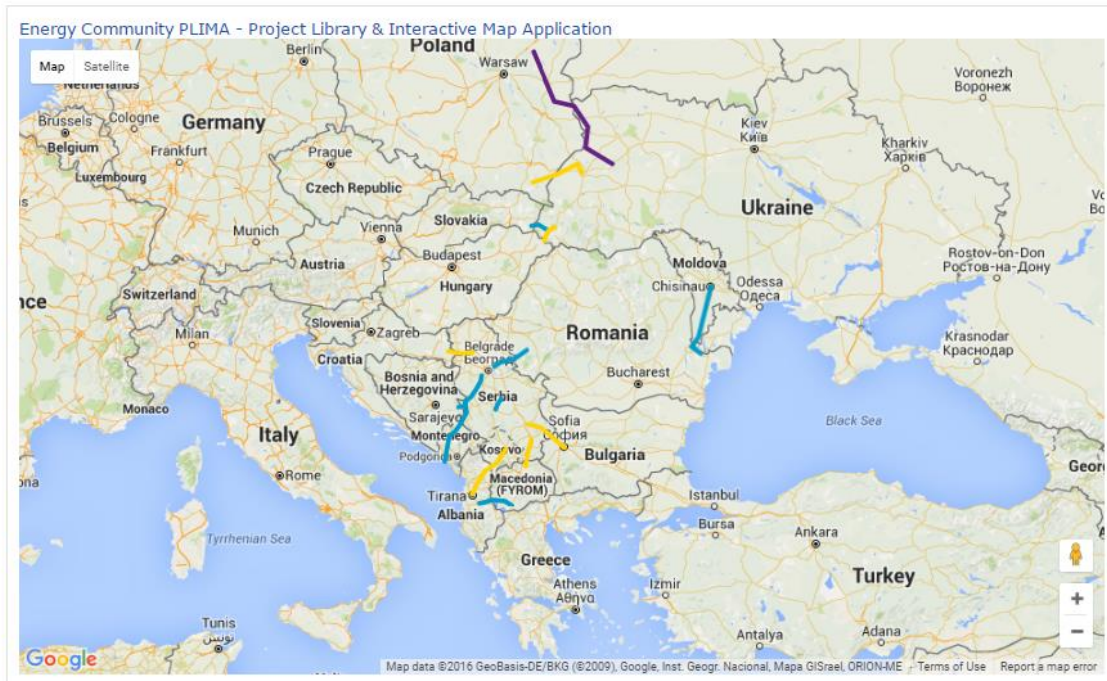 Energy Community PLIMA - Project Library & Interactive Map Application
Map Satellite
Berlin
Poland
Warsaw
Voronezh
Воронеж
Netherlands
Brussels
Cologne
Belgium
Germany
Kiev
Київ
Kharkiv
Харків
Frankfurt
Prague
Luxembourg
Czech Republic
Ukraine
Slovakia
Munich
Vienna
Rostov-on-Don
Ростов-на-Дону
Austria
Budapest
Moldova
Hungary
Chisinau
Odessa
Одеса
Switzerland
Slovenia
Zagreb
Romania
Milan
Croatia
Belgrade
Krasnodar
Краснодар
Bosnia and
Herzegovina
Bucharest
Serbia
Monaco
Sarajevo
Sofia
София
Black Sea
Italy
Montenegro
Kosovo
Bulgaria
Podgorica
Rome
Macedonia
(FYROM)
Tirana
Istanbul
Albania
Bursa
Ankara
Tyrrhenian Sea
Greece
Turkey
Athens
Αθήνα
Izmir
Tunis
تونس
Antalya
Adana
Google
Map data ©2016 GeoBasis-DE/BKG (©2009), Google, Inst. Geogr. Nacional, Mapa GISrael, ORION-ME
Terms of Use
Report a map error